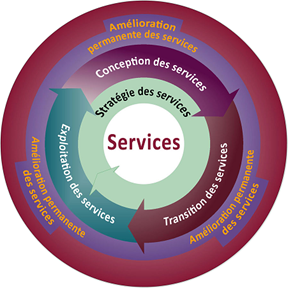 Amélioration
permanente des services
Conception des services
Stratégie des services
Services
Exploitation des services
Transition des services
Amélioration permanente
des services
Amélioration permanente
des services